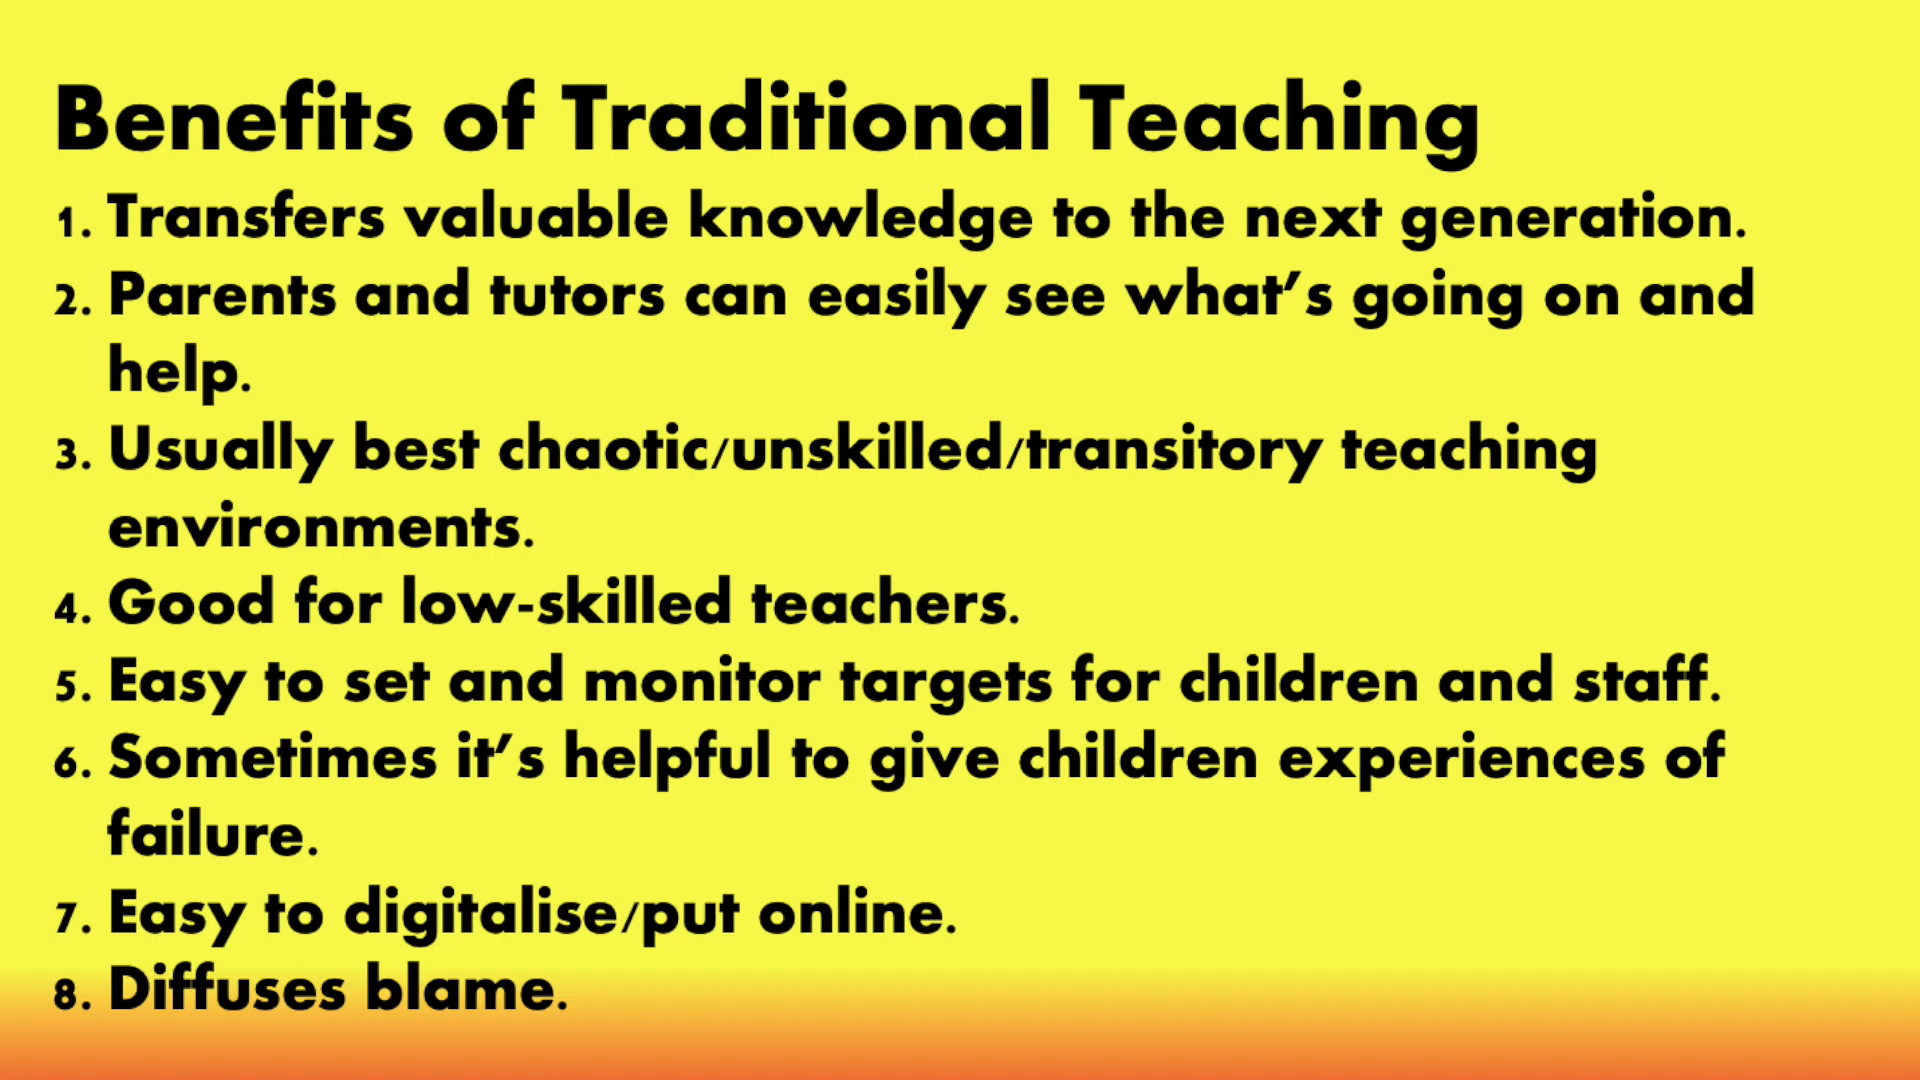 Benefits of Traditional Teaching
1. Transfers valuable knowledge to the next generation.
2. Parents and tutors can easily see what’s going on and
help.
3. Usually best chaotic/unskilled/transitory teaching
environments.
4. Good for low-skilled teachers.
5. Easy to set and monitor targets for children and staff.
6. Sometimes it’s helpful to give children experiences of
failure.
7. Easy to digitalise/put online.
8. Diffuses blame.